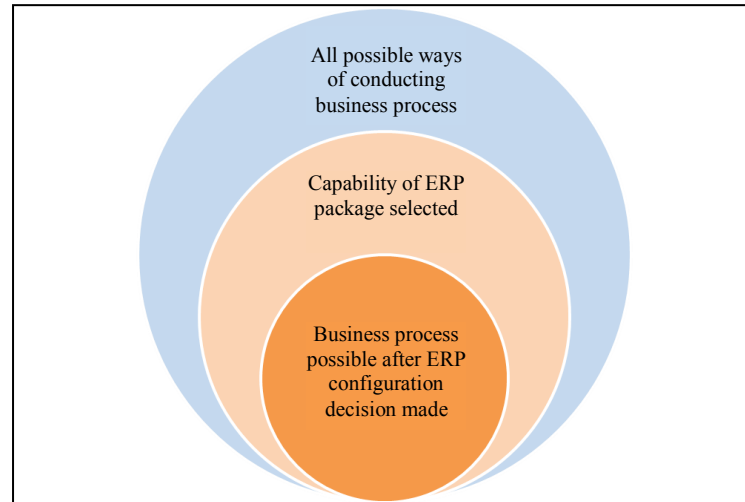 All possible ways
of conducting
business process
Capability of ERP
package selected
Business process
possible after ERP
configuration
decision made